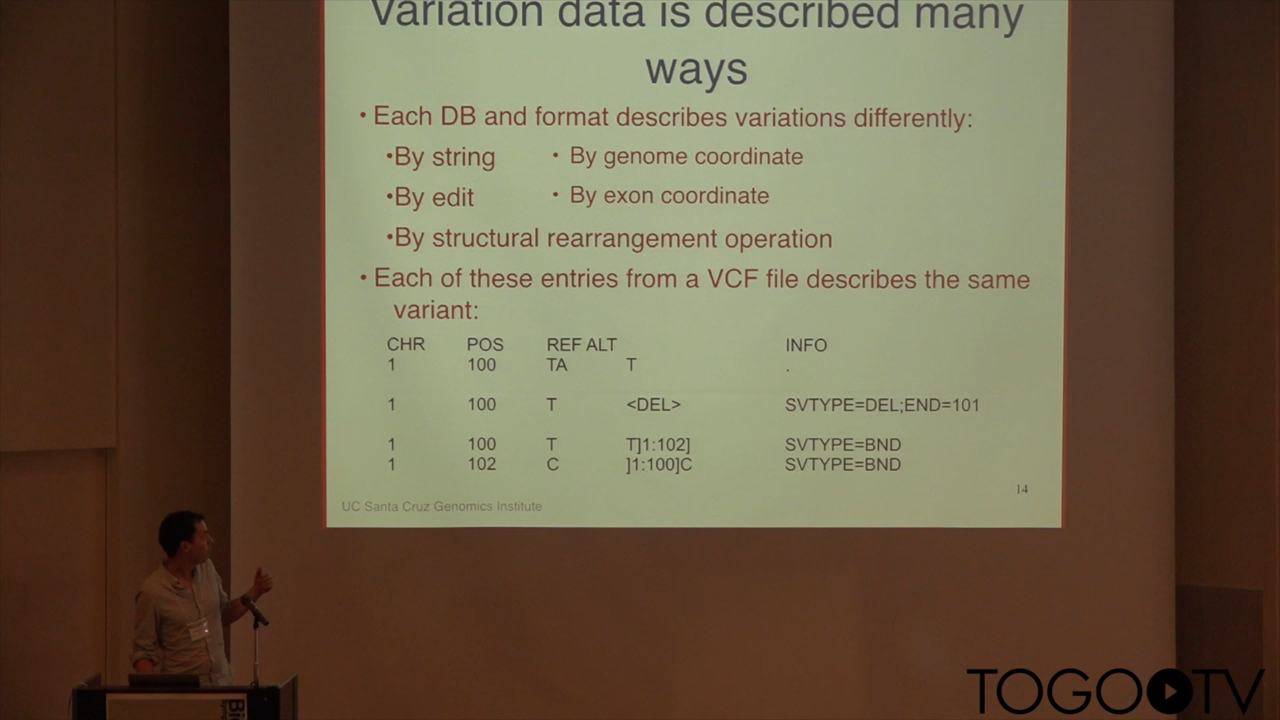 Variation data is described many
ways
• Each DB and format describes variations differently:
•By string • By genome coordinate
•By edit • By exon coordinate
•By structural rearrangement operation
• Each of these entries from a VCF file describes the same
variant:
CHR POS REF ALT INFO
1 100 TA T .
1 100 T <DEL> SVTYPE=DEL;END=101
1 100 T T]1:102] SVTYPE=BND
1 102 C ]1:100]C SVTYPE=BND
14
UC Santa Cruz Genomics Institute
TOGO TV